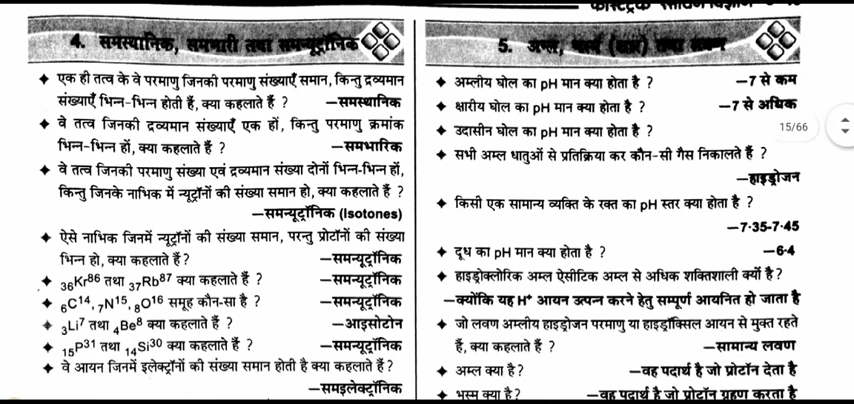 4. समस्थानिक, समभारी तथा समन्यूट्रॉनिक
एक ही तत्व के वे परमाणु जिनकी परमाणु संख्याएँ समान, किन्तु द्रव्यमान
संख्याएँ भिन्न-भिन्न होती हैं, क्या कहलाते हैं ? —समस्थानिक
वे तत्व जिनकी द्रव्यमान संख्याएँ एक हों, किन्तु परमाणु क्रमांक
भिन्न-भिन्न हों, क्या कहलाते हैं ? —समभारिक
वे तत्व जिनकी परमाणु संख्या एवं द्रव्यमान संख्या दोनों भिन्न-भिन्न हों,
किन्तु जिनके नाभिक में न्यूट्रॉनों की संख्या समान हो, क्या कहलाते हैं ?
—समन्यूट्रॉनिक (Isotones)
ऐसे नाभिक जिनमें न्यूट्रॉनों की संख्या समान, परन्तु प्रोटॉनों की संख्या
भिन्न हो, क्या कहलाते हैं? —समन्यूट्रॉनिक
₃₆Kr⁸⁶ तथा ₃₇Rb⁸⁷ क्या कहलाते हैं ? —समन्यूट्रॉनिक
₆C¹⁴, ₇N¹⁵, ₈O¹⁶ समूह कौन-सा है ? —समन्यूट्रॉनिक
₃Li⁷ तथा ₄Be⁸ क्या कहलाते हैं ? —आइसोटोन
₁₅P³¹ तथा ₁₄Si³⁰ क्या कहलाते हैं ? —समन्यूट्रॉनिक
वे आयन जिनमें इलेक्ट्रॉनों की संख्या समान होती है क्या कहलाते हैं ?
—समइलेक्ट्रॉनिक
5. अम्ल, भस्म (क्षार) तथा लवण
अम्लीय घोल का pH मान क्या होता है ? —7 से कम
क्षारीय घोल का pH मान क्या होता है ? —7 से अधिक
उदासीन घोल का pH मान क्या होता है ?
15/66
सभी अम्ल धातुओं से प्रतिक्रिया कर कौन-सी गैस निकालते हैं ?
—हाइड्रोजन
किसी एक सामान्य व्यक्ति के रक्त का pH स्तर क्या होता है ?
—7·35-7·45
दूध का pH मान क्या होता है ? —6·4
हाइड्रोक्लोरिक अम्ल ऐसीटिक अम्ल से अधिक शक्तिशाली क्यों है ?
—क्योंकि यह H⁺ आयन उत्पन्न करने हेतु सम्पूर्ण आयनित हो जाता है
जो लवण अम्लीय हाइड्रोजन परमाणु या हाइड्रॉक्सिल आयन से मुक्त रहते
हैं, क्या कहलाते हैं ? —सामान्य लवण
अम्ल क्या है? —वह पदार्थ है जो प्रोटॉन देता है
भस्म क्या है? —वह पदार्थ है जो प्रोटॉन ग्रहण करता है